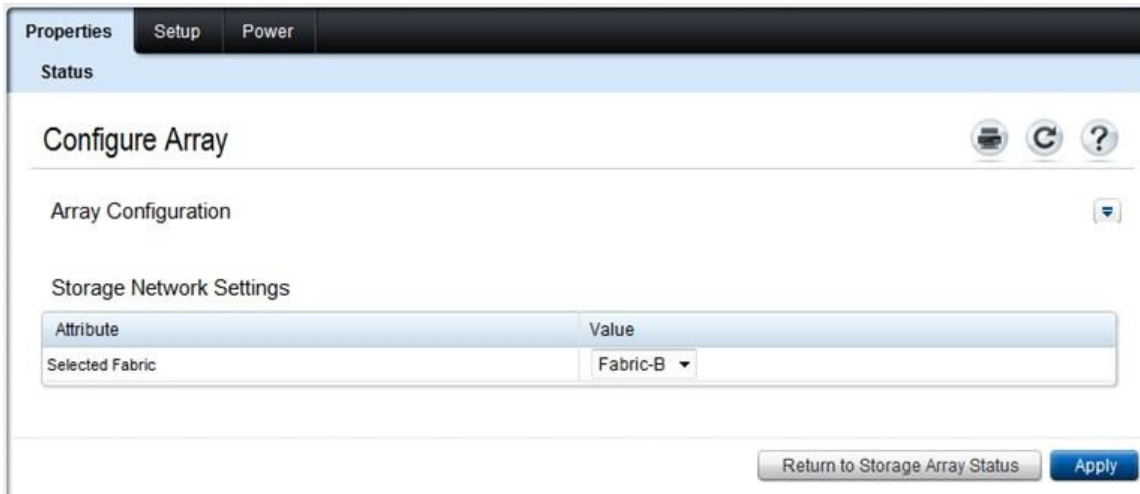 Properties Setup Power
Status
Configure Array
?
Array Configuration
Storage Network Settings
Attribute Value
Selected Fabric Fabric-B
Return to Storage Array Status Apply